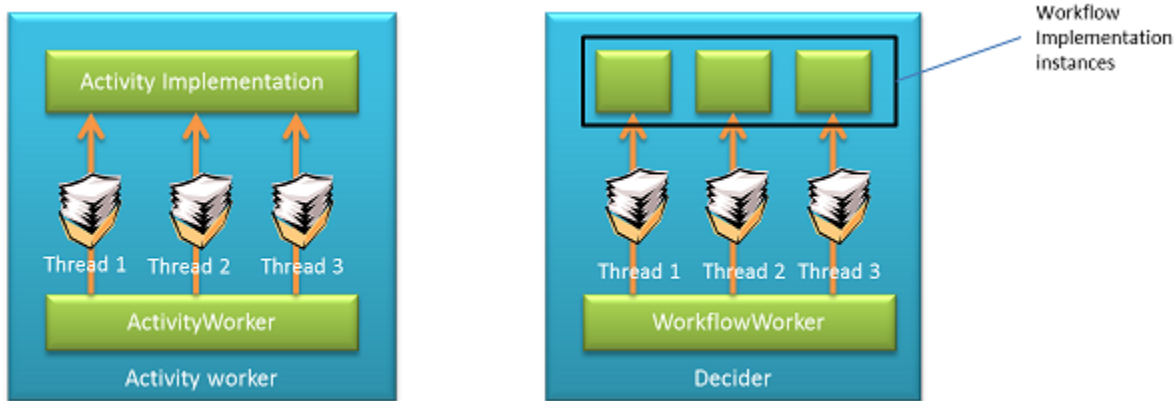 Activity Implementation
Thread 1
Thread 2
Thread 3
ActivityWorker
Activity worker
Workflow
Implementation
instances
Thread 1
Thread 2
Thread 3
WorkflowWorker
Decider